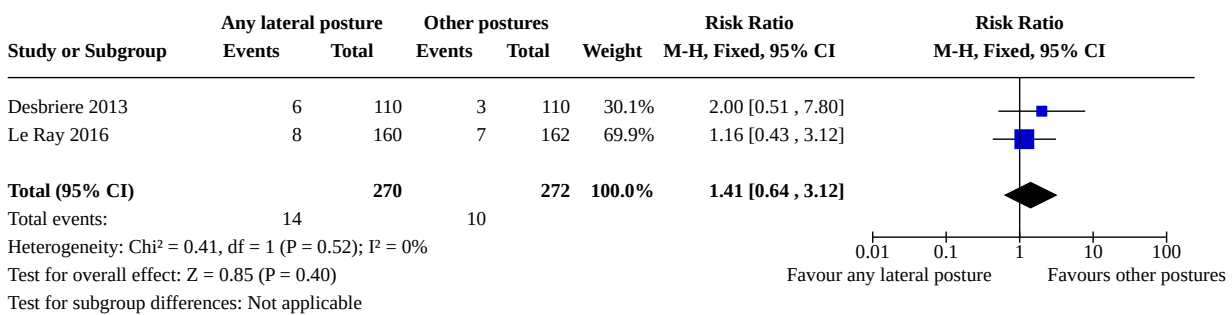 Any lateral posture Other postures Risk Ratio Risk Ratio
Study or Subgroup Events Total Events Total Weight M-H, Fixed, 95% CI M-H, Fixed, 95% CI
Desbriere 2013 6 110 3 110 30.1% 2.00 [0.51 , 7.80]
Le Ray 2016 8 160 7 162 69.9% 1.16 [0.43 , 3.12]
Total (95% CI) 270 272 100.0% 1.41 [0.64 , 3.12]
Total events: 14 10
Heterogeneity: Chi² = 0.41, df = 1 (P = 0.52); I² = 0% 0.01 0.1 1 10 100
Test for overall effect: Z = 0.85 (P = 0.40) Favour any lateral posture Favours other postures
Test for subgroup differences: Not applicable